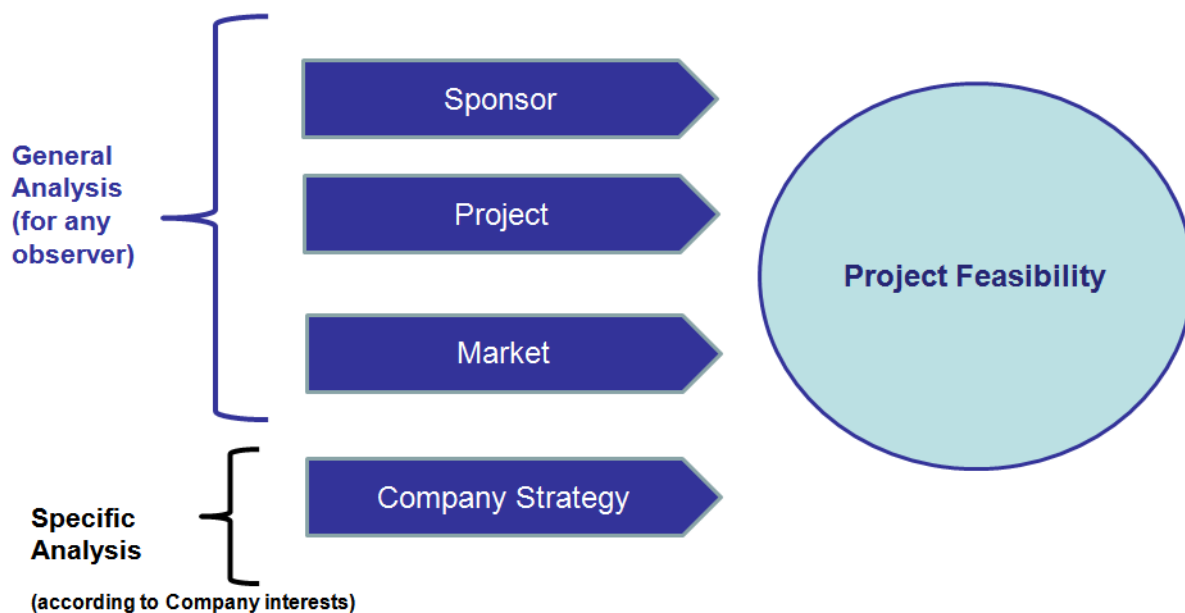 Sponsor
General
Analysis
(for any
observer)
Project
Project Feasibility
Market
Company Strategy
Specific
Analysis
(according to Company interests)